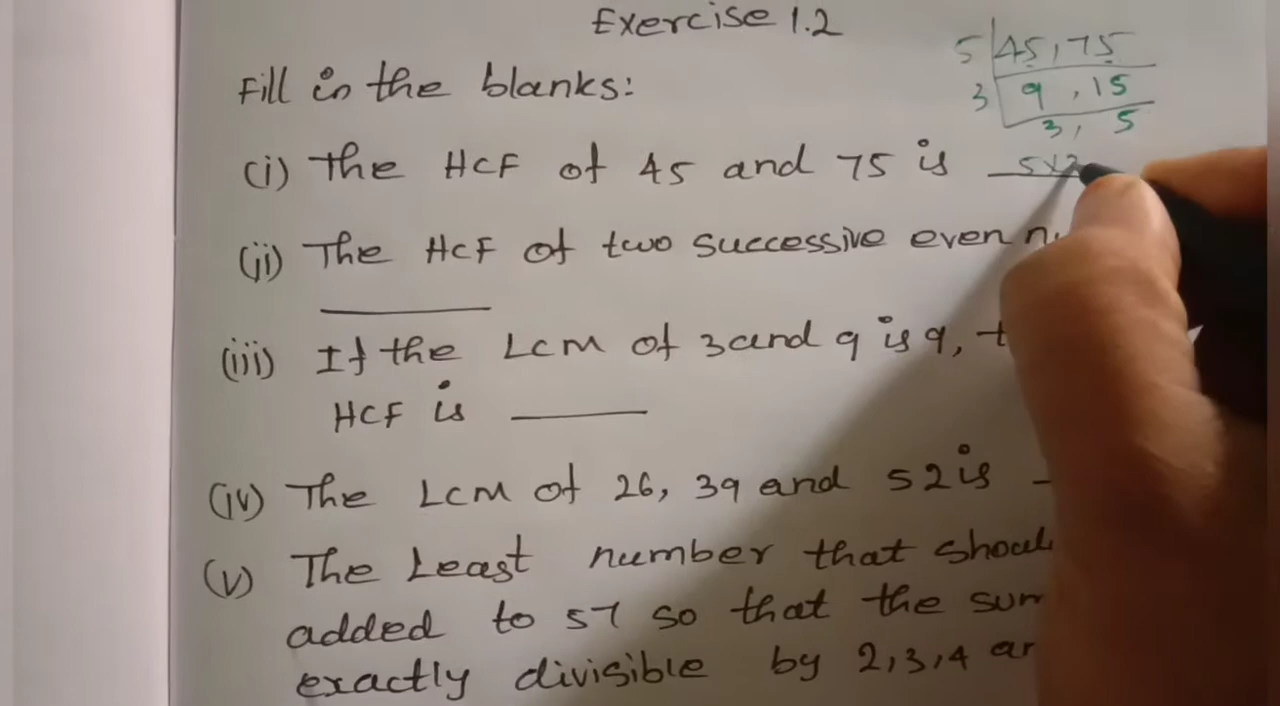 Exercise 1.2
5 45, 75
Fill in the blanks:
3 9, 15
3, 5
(i) The HCF of 45 and 75 is 5x3
(ii) The HCF of two successive even
(iii) If the LCM of 3 and 9 is 9,
HCF is
(iv) The LCM of 26, 39 and 52 is
(v) The Least number that
added to 57 so that the
exactly divisible by 2,3,4